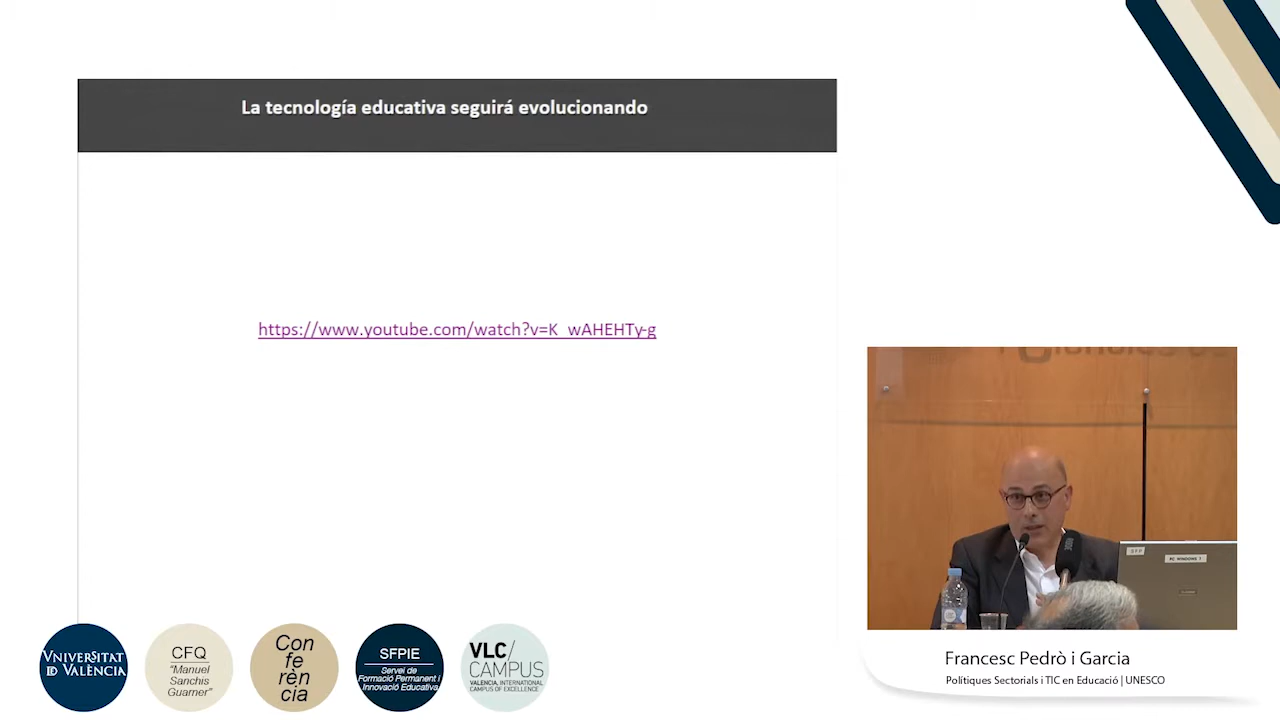 La tecnología educativa seguirá evolucionando
https://www.youtube.com/watch?v=K_wAHEHTy-g
RØDE
VNIVERSITAT
D VALÈNCIA
CFQ
"Manuel
Sanchis
Guarner"
Con
fe
rèn
cia
SFPIE
Servei de
Formació Permanent i
Innovació Educativa
VLC/
CAMPUS
VALENCIA, INTERNATIONAL
CAMPUS OF EXCELLENCE
Francesc Pedrò i Garcia
Polítiques Sectorials i TIC en Educació | UNESCO